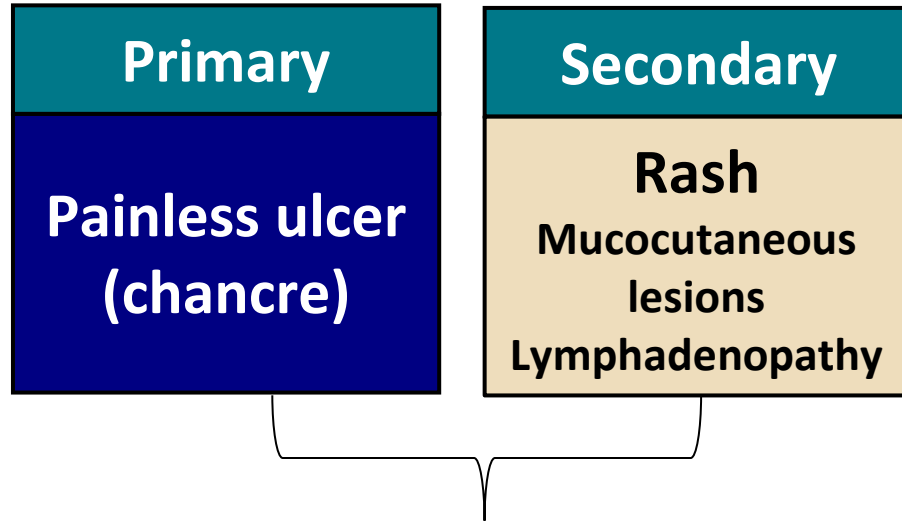 Primary
Painless ulcer
(chancre)
Secondary
Rash
Mucocutaneous
lesions
Lymphadenopathy